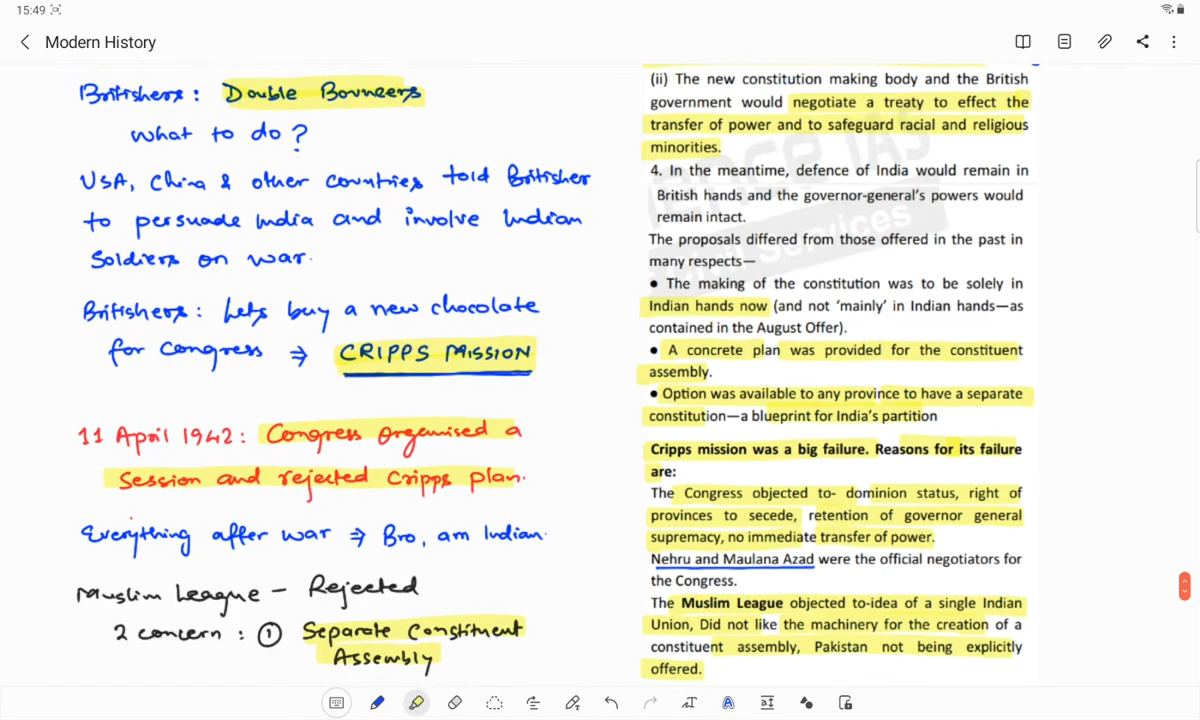 15:49
Modern History
Britishers: Double Bouncers
what to do?
USA, China & other countries told Britisher
to persuade India and involve Indian
Soldiers on war.
Britishers: Lets buy a new chocolate
for Congress ⇒ CRIPPS MISSION
11 April 1942: Congress organised a
Session and rejected Cripps plan.
Everything after war ⇒ Bro, am Indian.
Muslim League - Rejected
2 concern: ① Separate Constituent
Assembly
(ii) The new constitution making body and the British
government would negotiate a treaty to effect the
transfer of power and to safeguard racial and religious
minorities.
4. In the meantime, defence of India would remain in
British hands and the governor-general's powers would
remain intact.
The proposals differed from those offered in the past in
many respects—
• The making of the constitution was to be solely in
Indian hands now (and not 'mainly' in Indian hands—as
contained in the August Offer).
• A concrete plan was provided for the constituent
assembly.
• Option was available to any province to have a separate
constitution—a blueprint for India's partition
Cripps mission was a big failure. Reasons for its failure
are:
The Congress objected to- dominion status, right of
provinces to secede, retention of governor general
supremacy, no immediate transfer of power.
Nehru and Maulana Azad were the official negotiators for
the Congress.
The Muslim League objected to-idea of a single Indian
Union, Did not like the machinery for the creation of a
constituent assembly, Pakistan not being explicitly
offered.